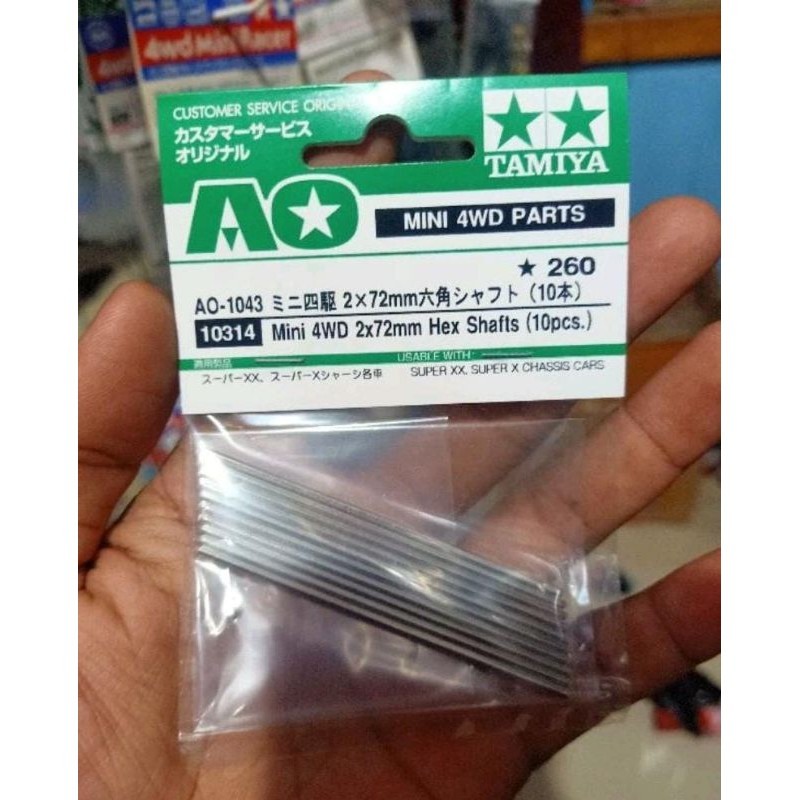 4wd Mini Racer
4wd
CUSTOMER SERVICE ORIGIN
カスタマーサービス
オリジナル
TAMIYA
AO
MINI 4WD PARTS
★ 260
AO-1043 ミニ四駆 2×72mm六角シャフト (10本)
10314 Mini 4WD 2x72mm Hex Shafts (10pcs.)
適用製品
USABLE WITH:
スーパーXX、スーパーXシャーシ各車
SUPER XX, SUPER X CHASSIS CARS